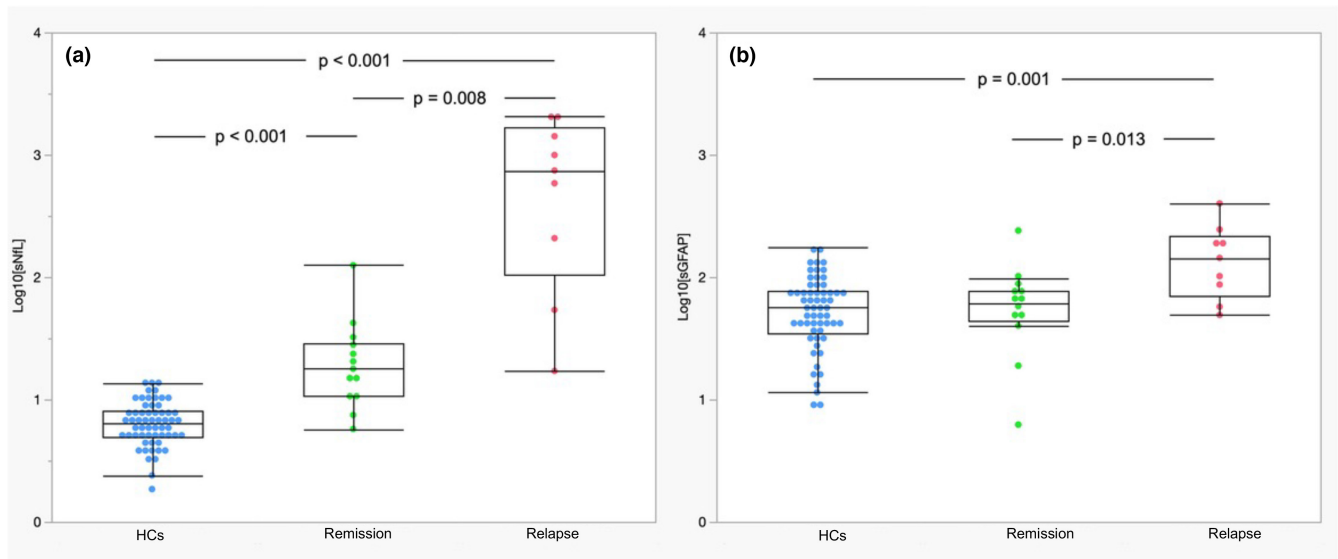 (a)
p < 0.001
p = 0.008
p < 0.001
Log10[sNfL]
4
3
2
1
0
HCs
Remission
Relapse
(b)
p = 0.001
p = 0.013
Log10[sGFAP]
4
3
2
1
0
HCs
Remission
Relapse